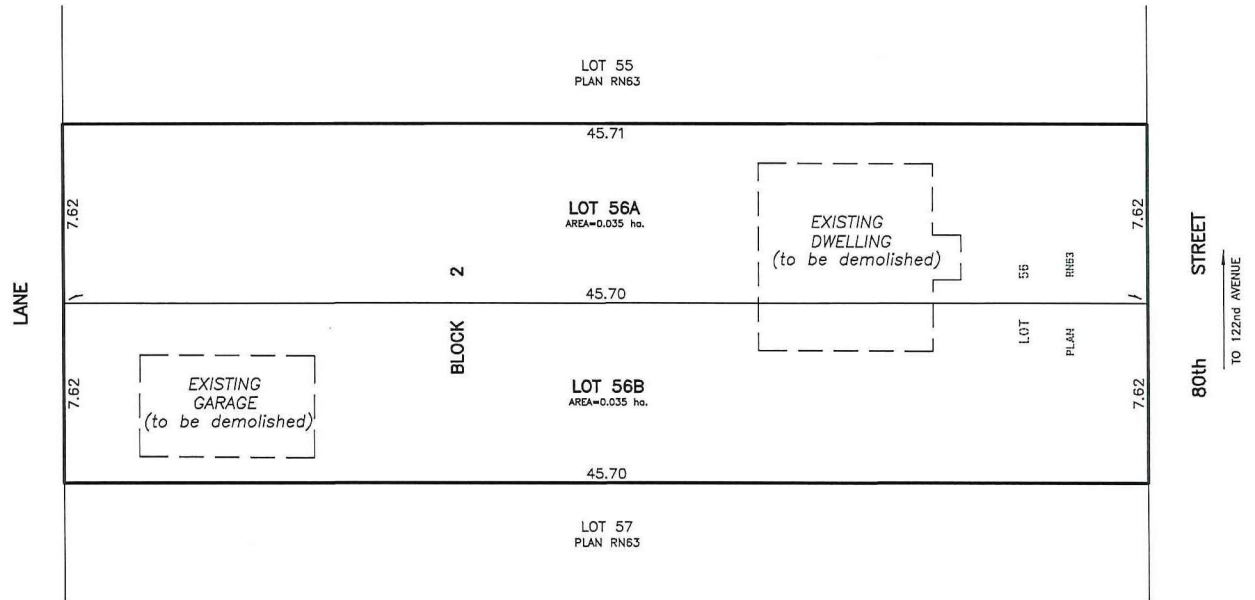 LOT 55
PLAN RN63
45.71
LANE
7.62
LOT 56A
AREA=0.035 ha.
EXISTING
DWELLING
(to be demolished)
7.62
BLOCK 2
45.70
LOT 56
PLAN RN63
80th STREET
TO 122nd AVENUE
7.62
EXISTING
GARAGE
(to be demolished)
LOT 56B
AREA=0.035 ha.
7.62
45.70
LOT 57
PLAN RN63